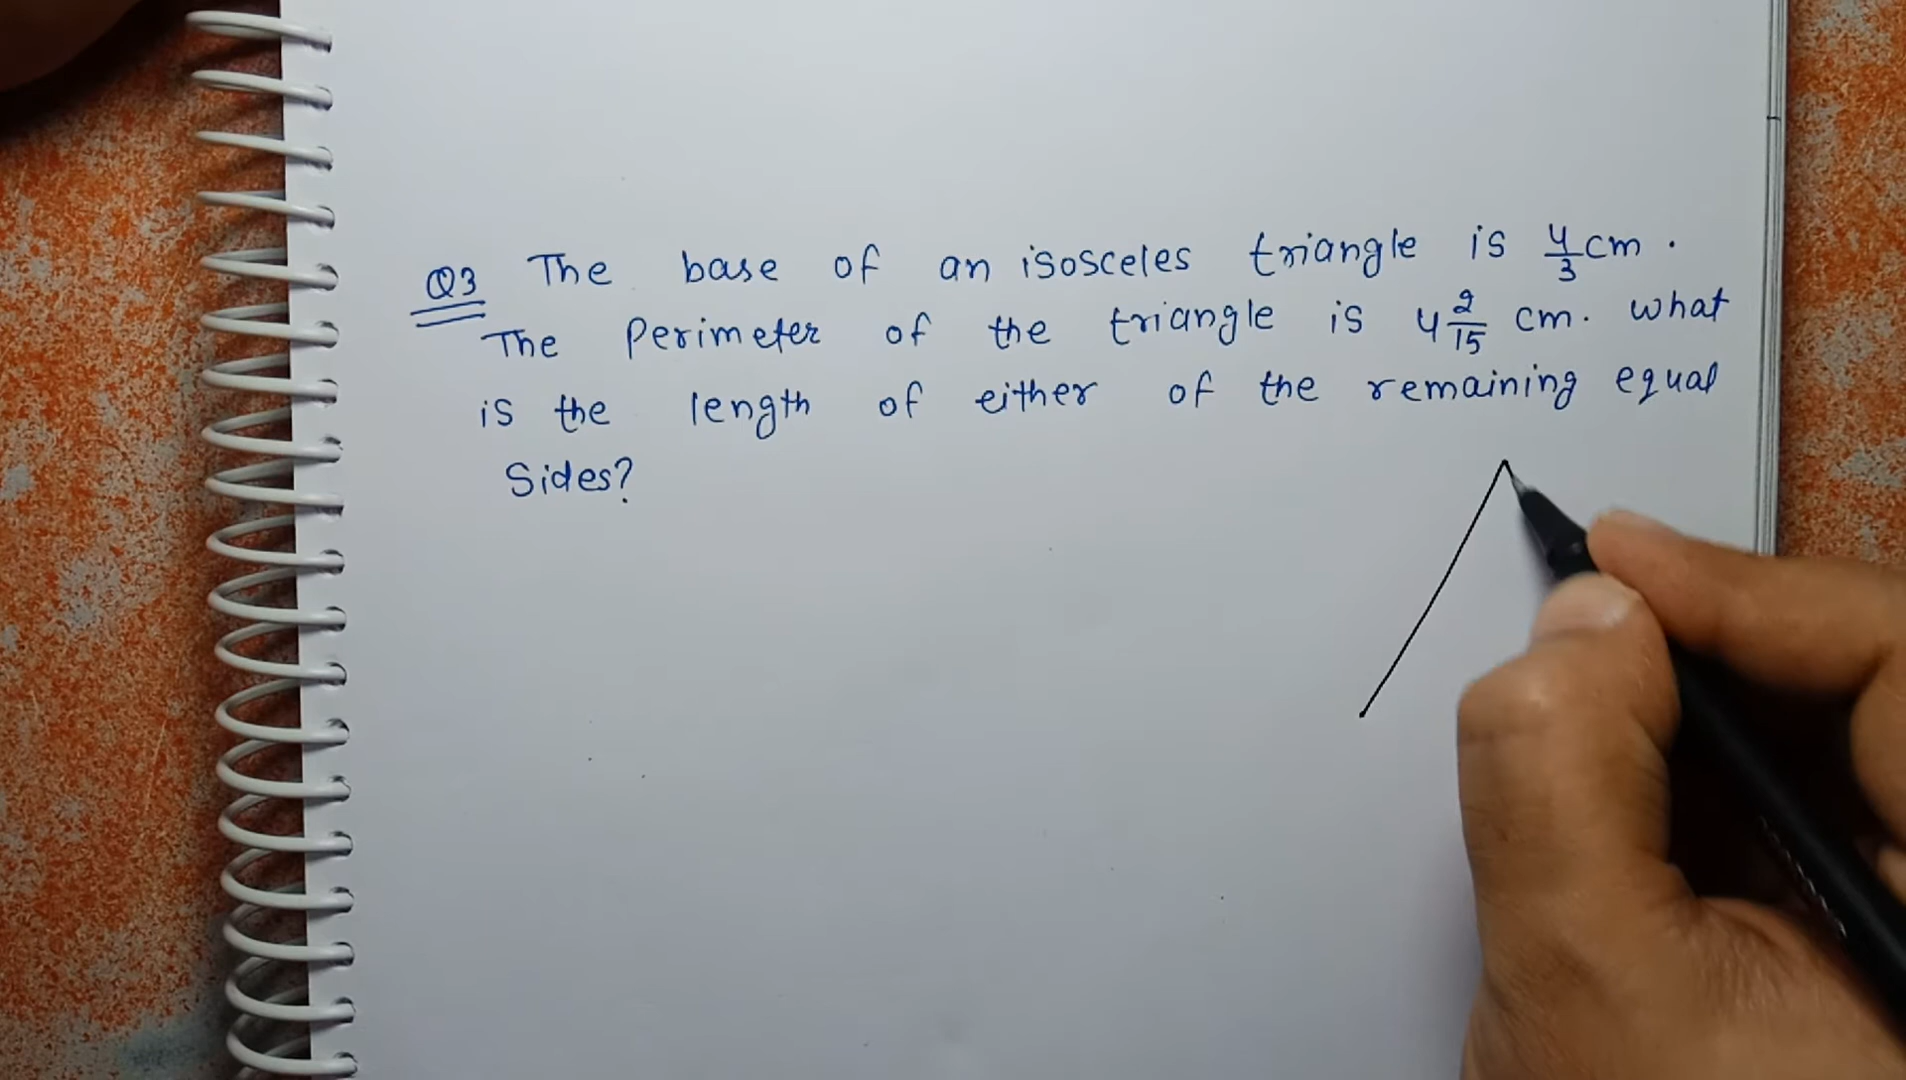 Q3 The base of an isosceles triangle is 4/3 cm.
The Perimeter of the triangle is 4 2/15 cm. what
is the length of either of the remaining equal
Sides?